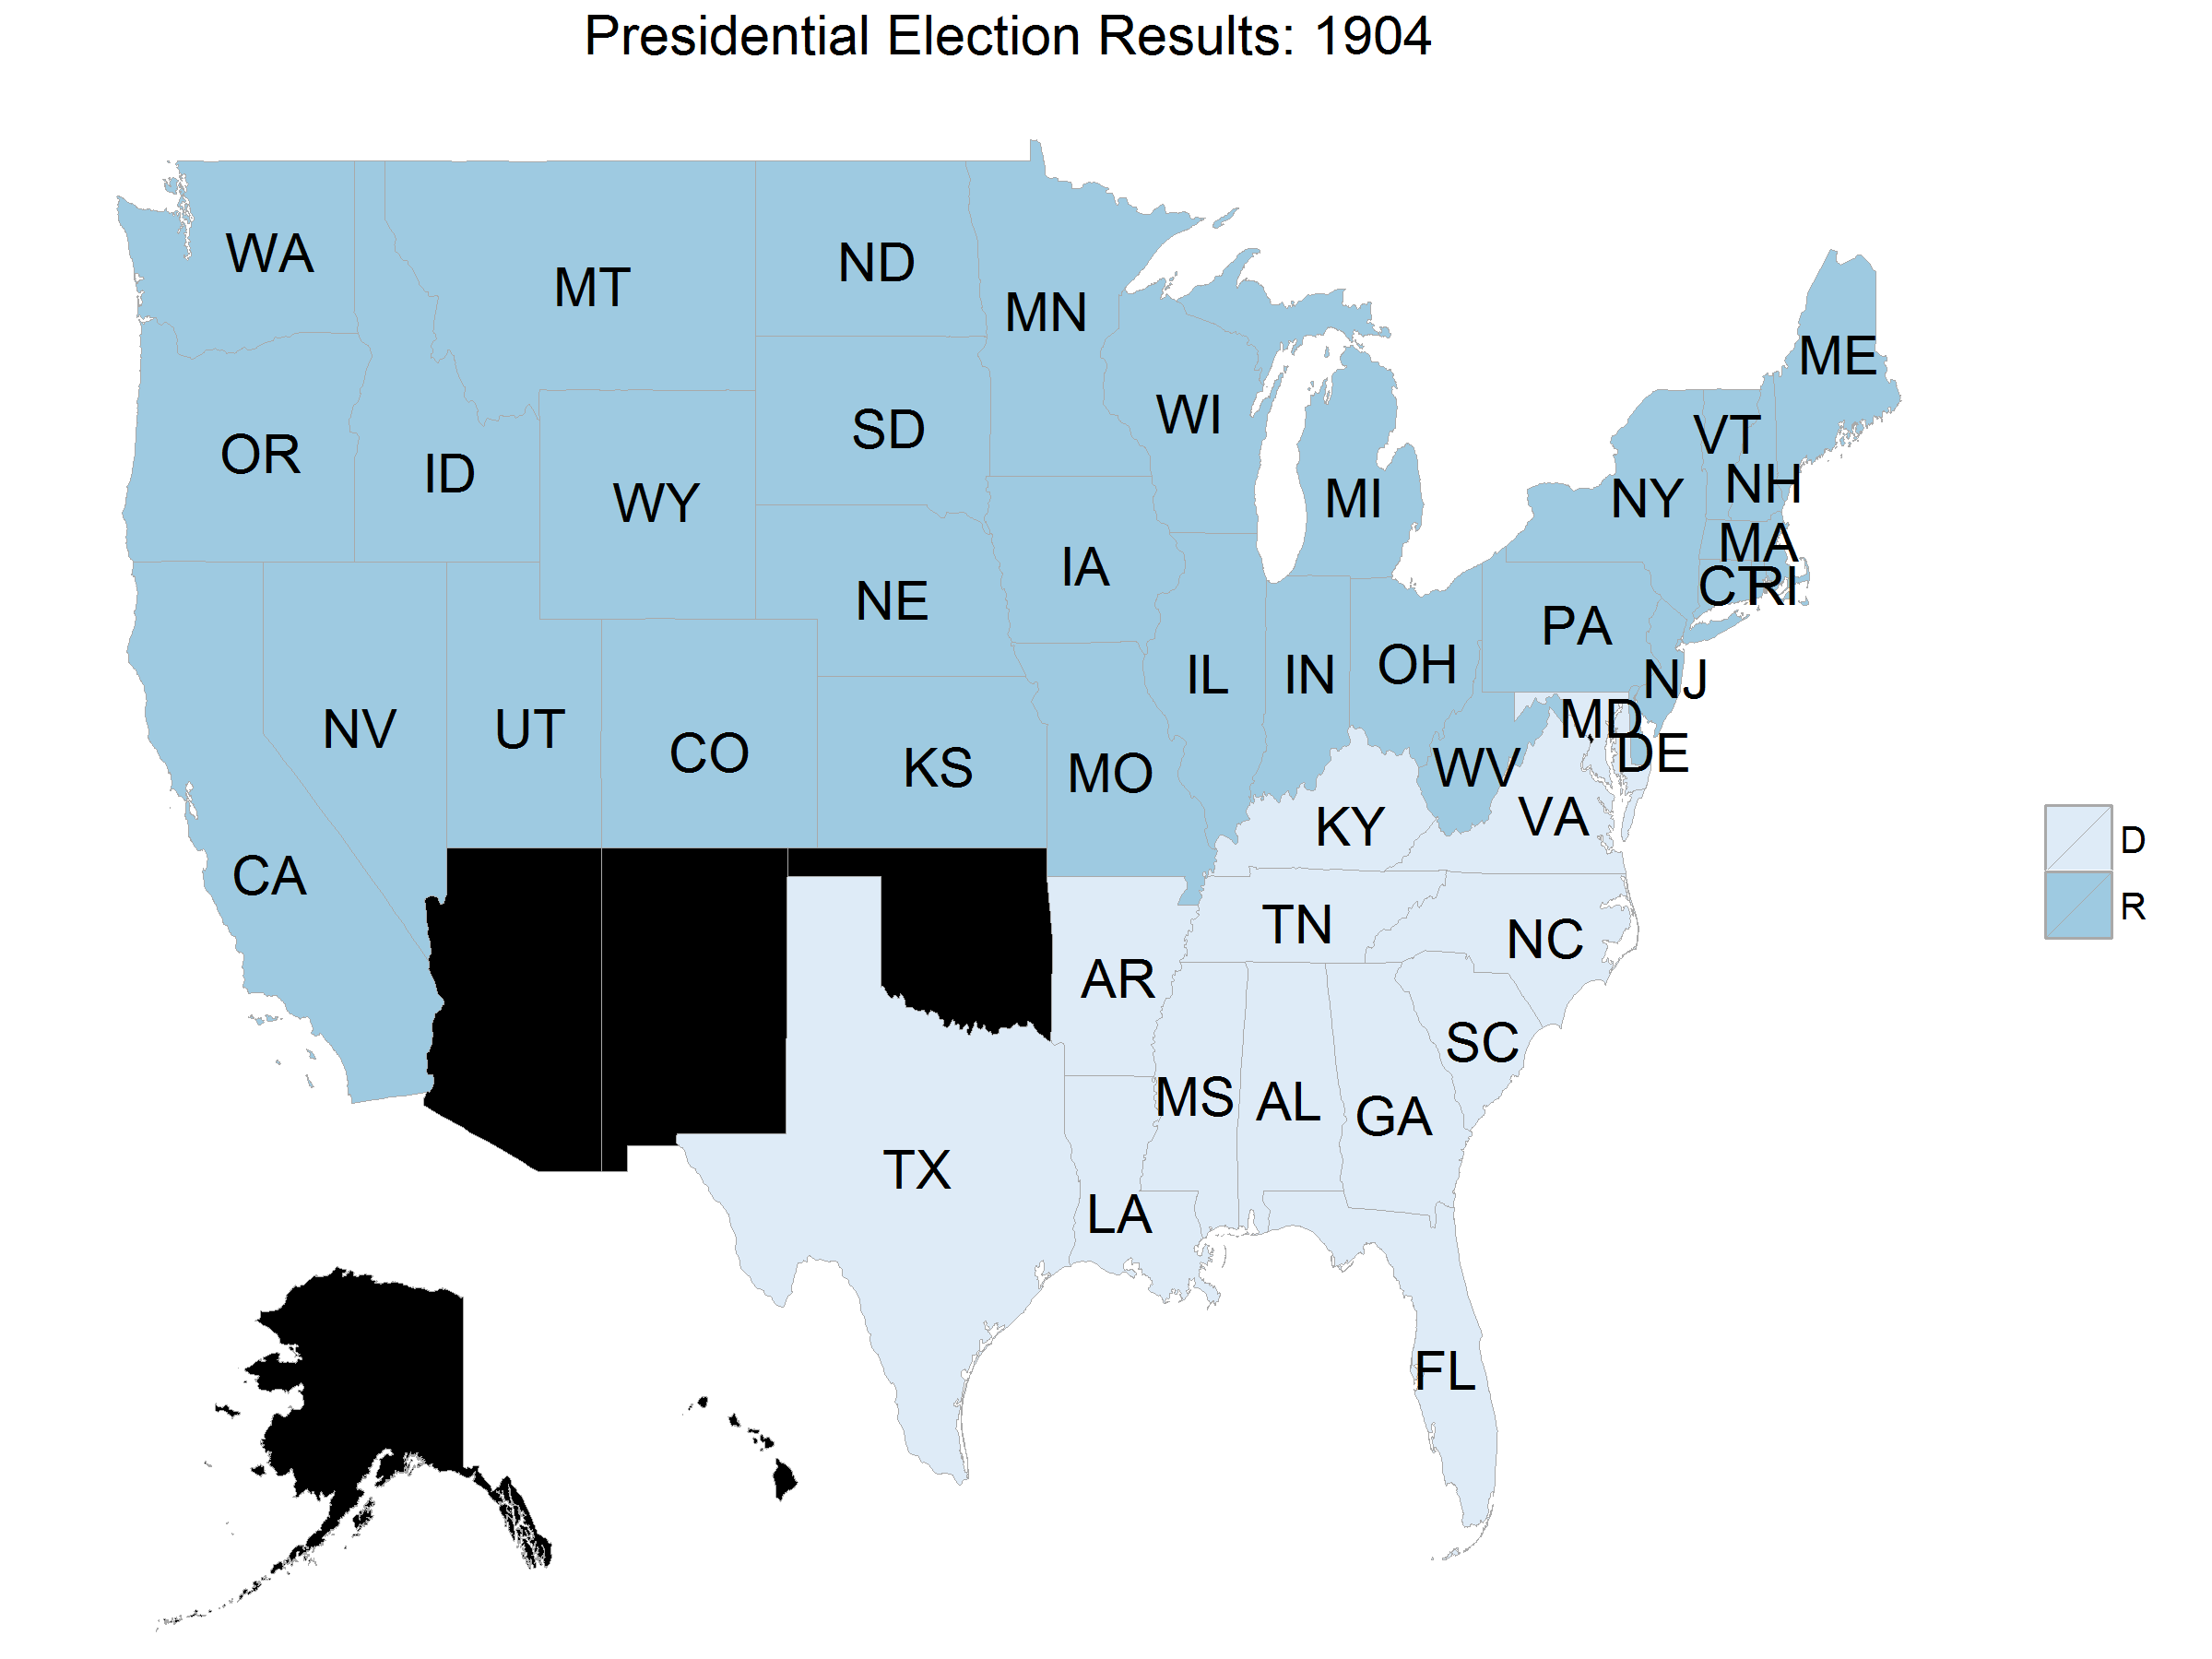 Presidential Election Results: 1904
WA
MT
ND
MN
ME
OR
ID
WY
SD
WI
MI
NY
VT
NH
MA
CT
RI
IA
NE
PA
NJ
IL
IN
OH
MD
DE
NV
UT
CO
KS
MO
WV
VA
KY
D
R
CA
TN
NC
AR
SC
MS
AL
GA
TX
LA
FL